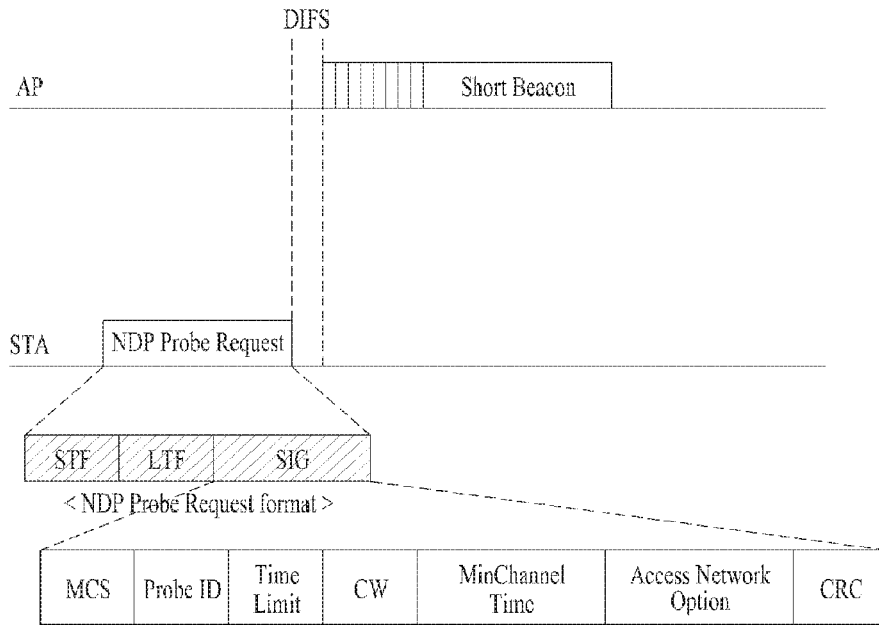 DIFS
AP
Short Beacon
STA
NDP Probe Request
STF LTF SIG
< NDP Probe Request format >
MCS Probe ID Time Limit CW MinChannel Time Access Network Option CRC